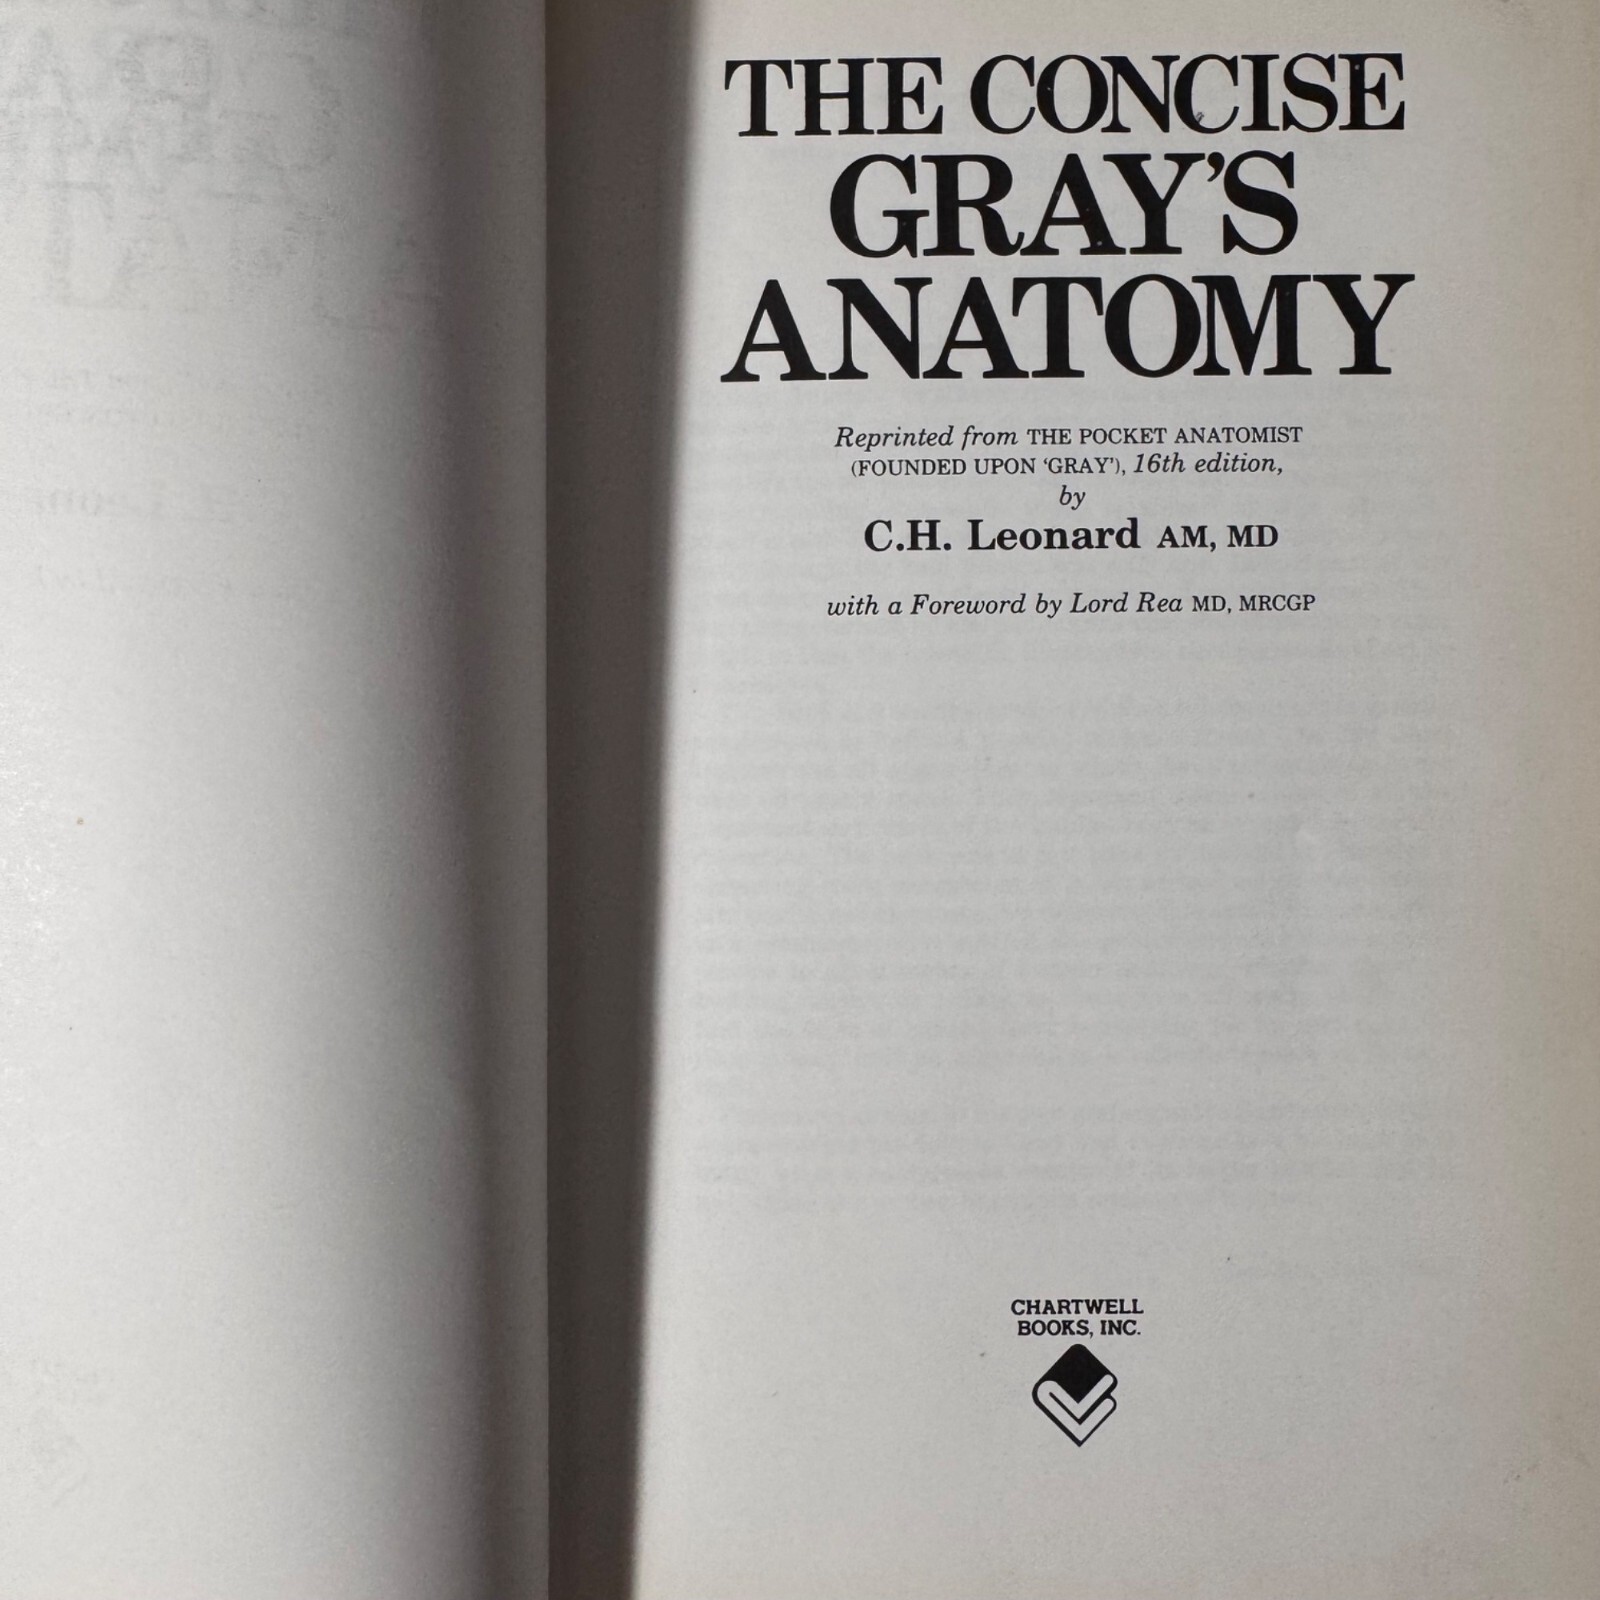 THE CONCISE
GRAY'S
ANATOMY
Reprinted from THE POCKET ANATOMIST
(FOUNDED UPON ‘GRAY’), 16th edition,
by
C.H. Leonard AM, MD
with a Foreword by Lord Rea MD, MRCGP
CHARTWELL
BOOKS, INC.